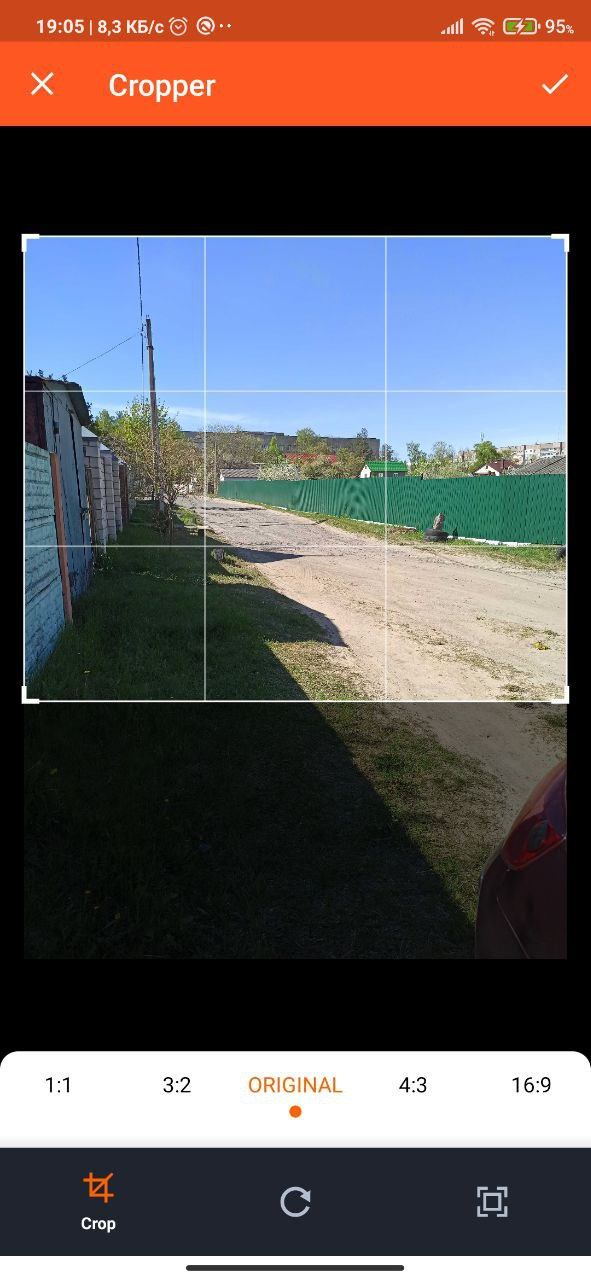 19:05 | 8,3 КБ/с
95%
Cropper
1:1
3:2
ORIGINAL
4:3
16:9
Crop